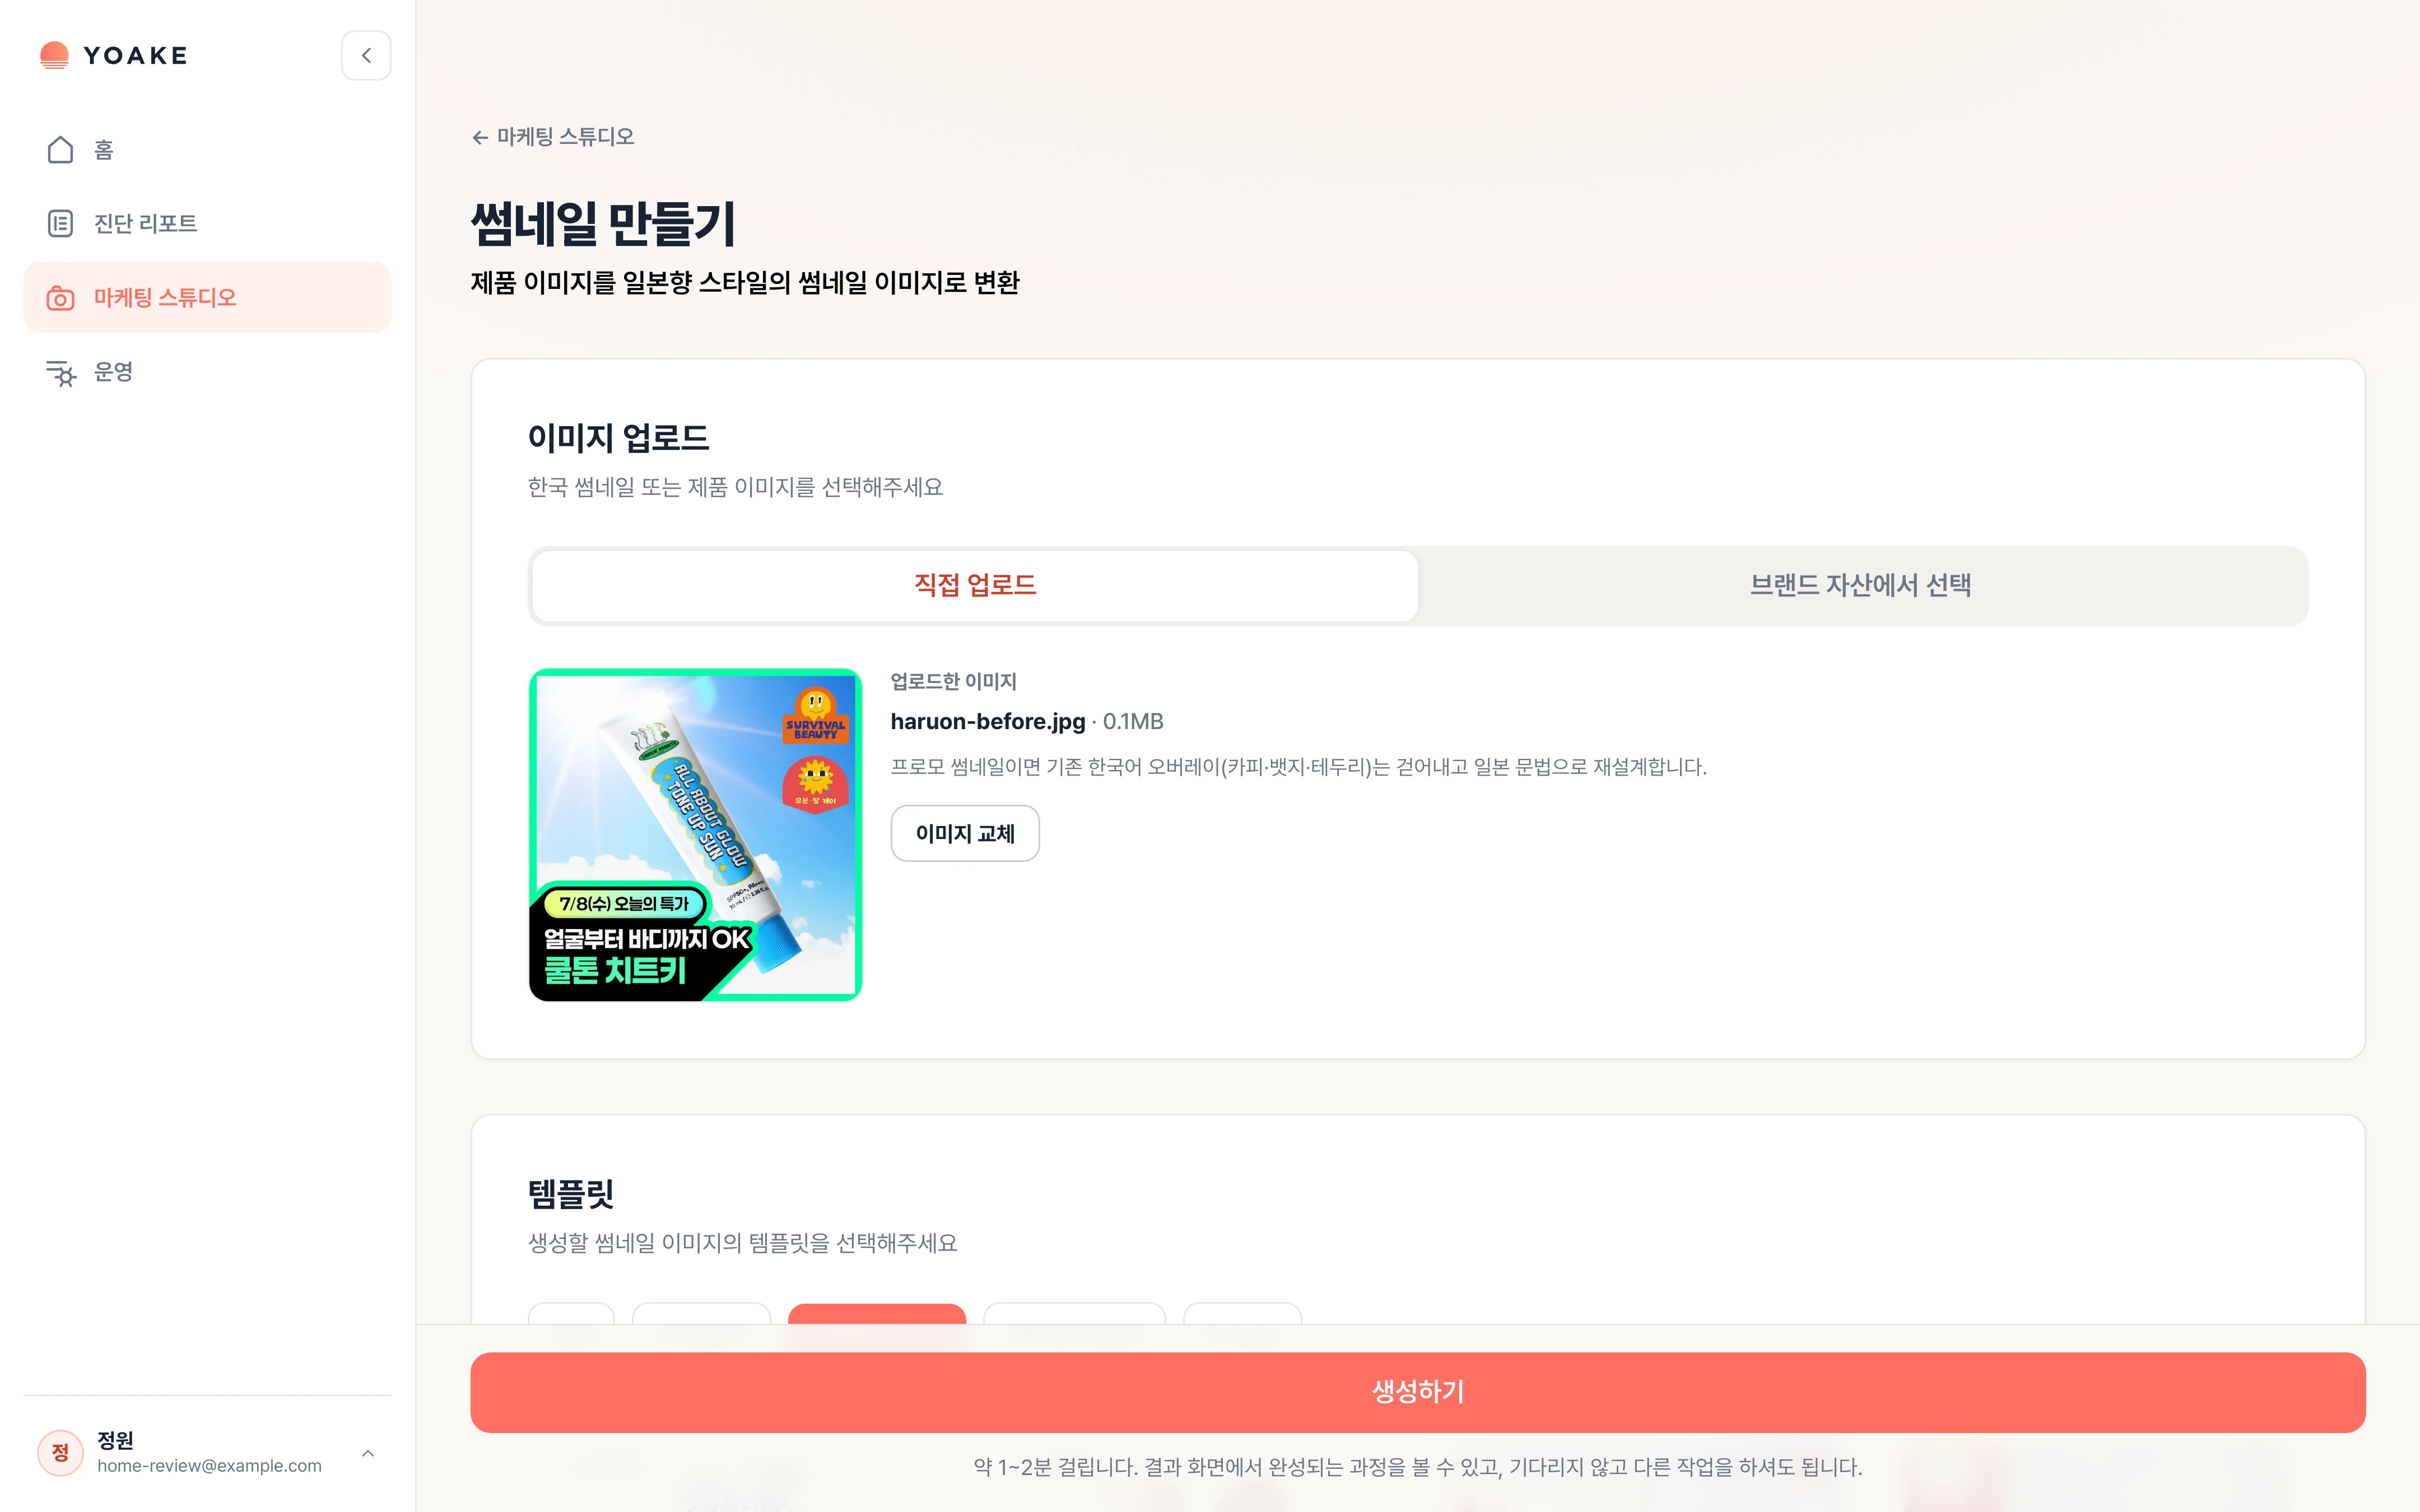 YOAKE
홈
진단 리포트
마케팅 스튜디오
운영
정
정원
home-review@example.com
← 마케팅 스튜디오
썸네일 만들기
제품 이미지를 일본향 스타일의 썸네일 이미지로 변환
이미지 업로드
한국 썸네일 또는 제품 이미지를 선택해주세요
직접 업로드
브랜드 자산에서 선택
SURVIVAL
BEAUTY
유분·땀 케어
ALL ABOUT GLOW
TONE UP SUN
SPF50+, PA++++
7/8(수) 오늘의 특가
얼굴부터 바디까지 OK
쿨톤 치트키
업로드한 이미지
haruon-before.jpg · 0.1MB
프로모 썸네일이면 기존 한국어 오버레이(카피·뱃지·테두리)는 걷어내고 일본 문법으로 재설계합니다.
이미지 교체
템플릿
생성할 썸네일 이미지의 템플릿을 선택해주세요
생성하기
약 1~2분 걸립니다. 결과 화면에서 완성되는 과정을 볼 수 있고, 기다리지 않고 다른 작업을 하셔도 됩니다.